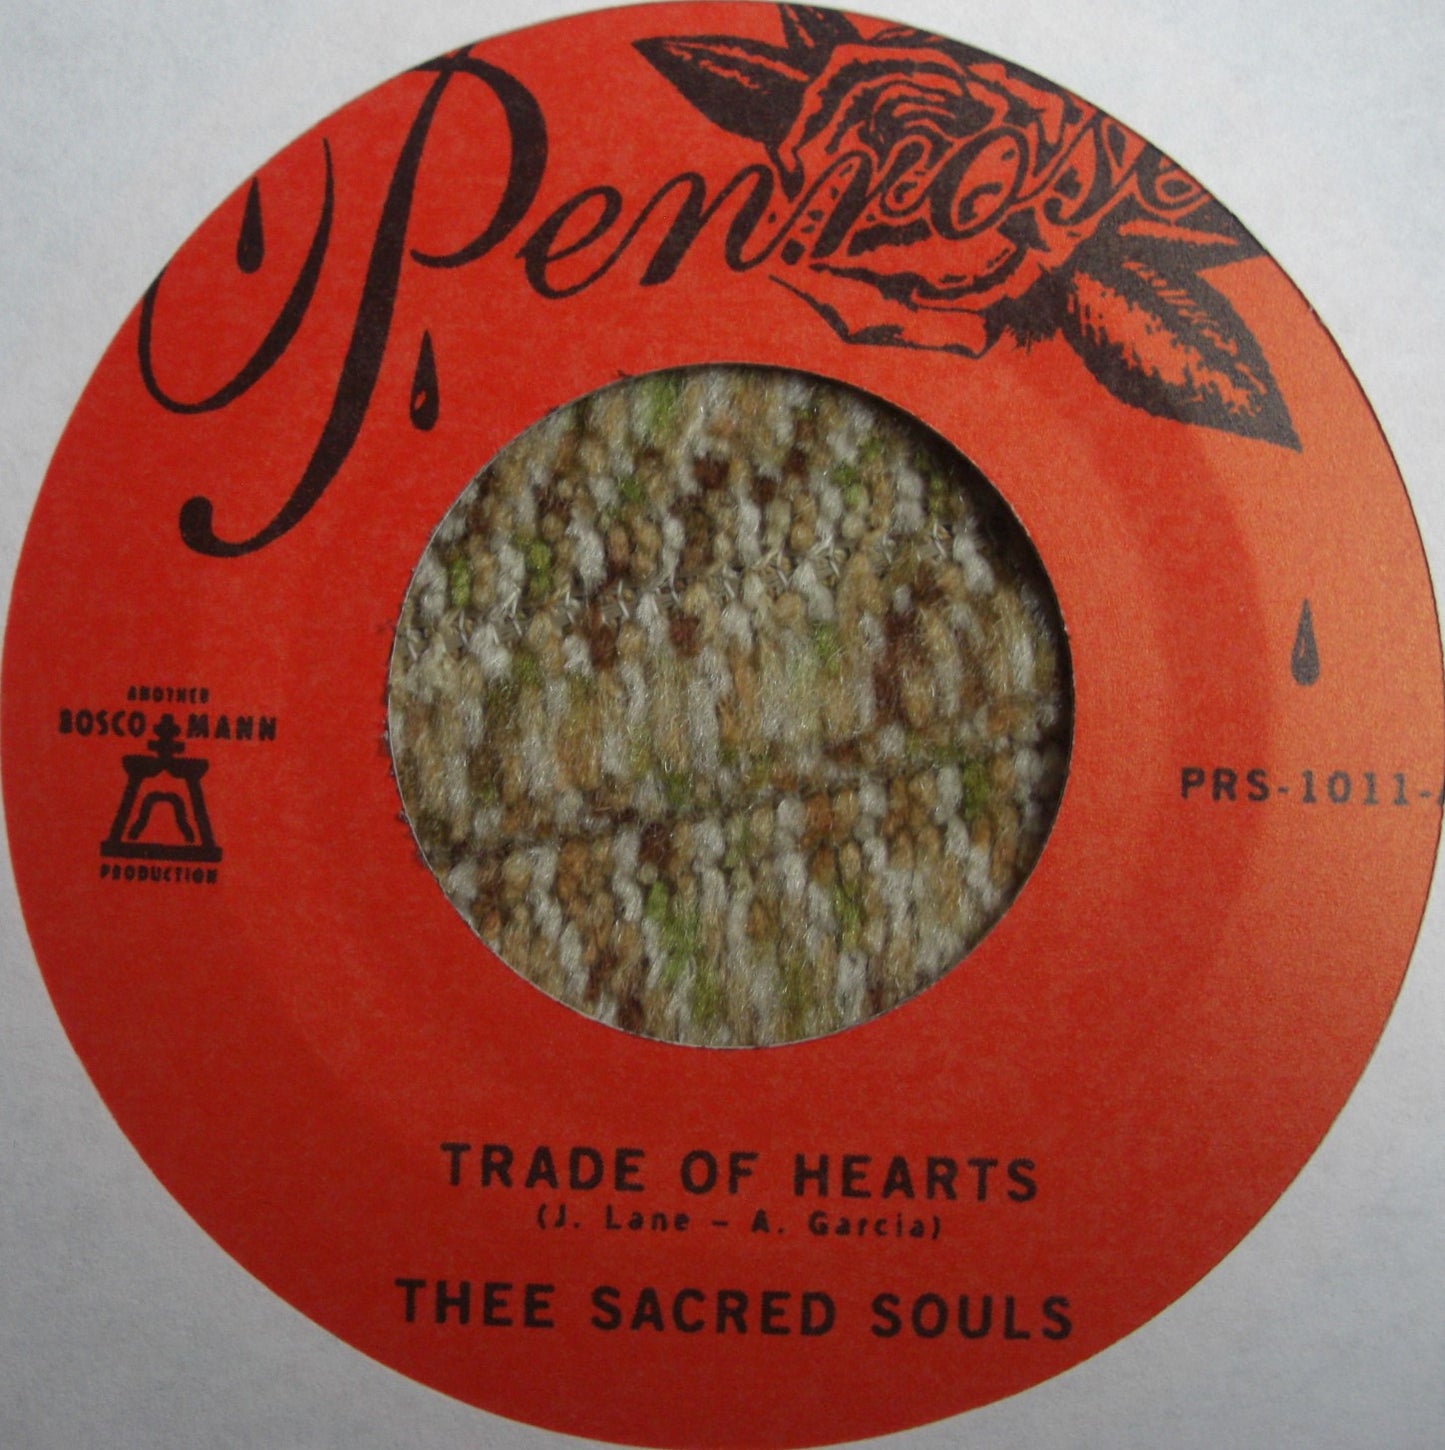 Penrose
ANOTHER
BOSCO MANN
PRODUCTION
PRS-1011-A
TRADE OF HEARTS
(J. Lane - A. Garcia)
THEE SACRED SOULS